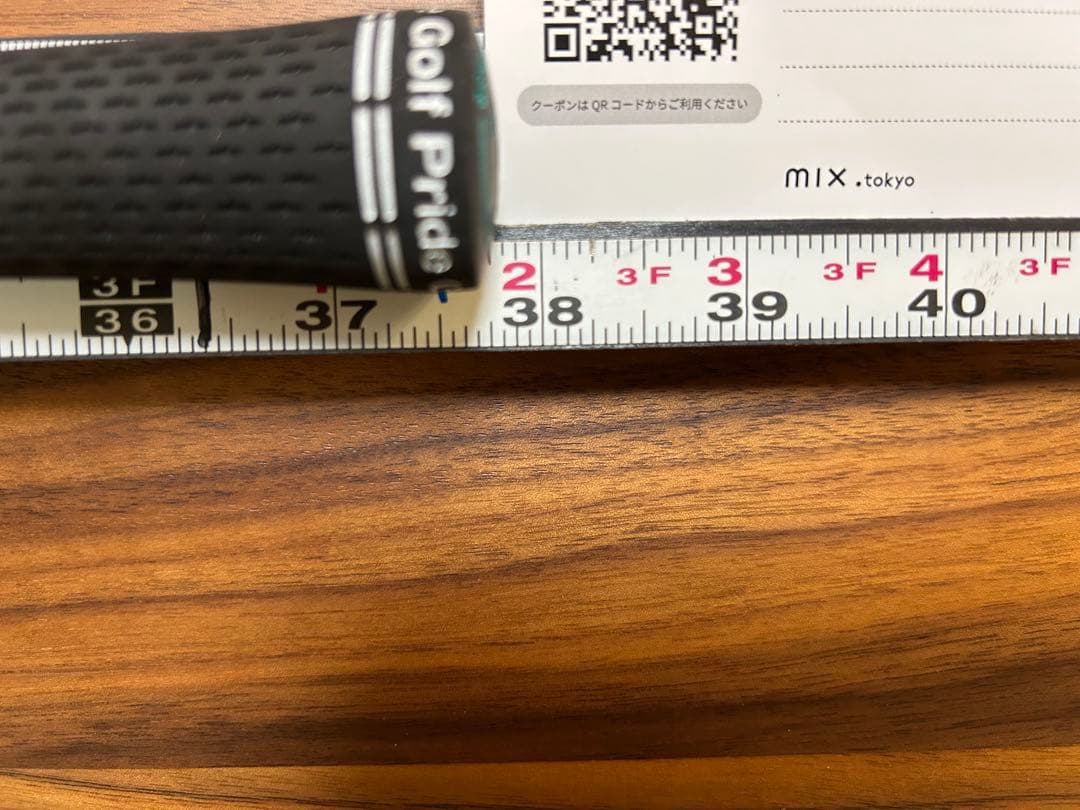 Golf Pride
クーポンは QR コードからご利用ください
mix.tokyo
2 3F 3 3F 4 3F
3F
36 37 38 39 40